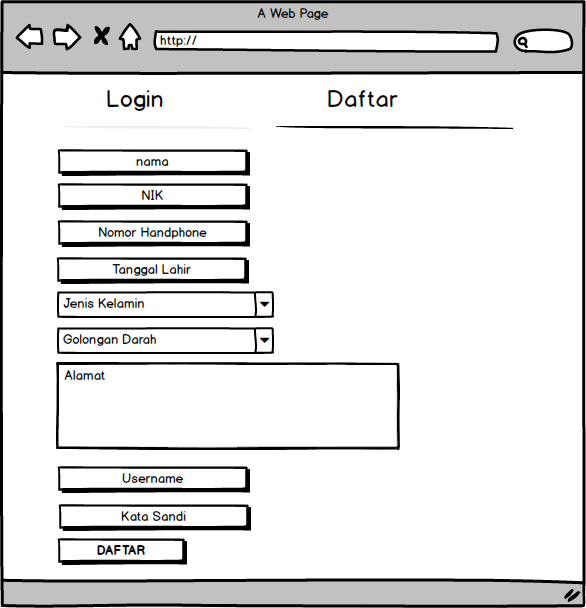 A Web Page
http://
Login
Daftar
nama
NIK
Nomor Handphone
Tanggal Lahir
Jenis Kelamin
Golongan Darah
Alamat
Username
Kata Sandi
DAFTAR